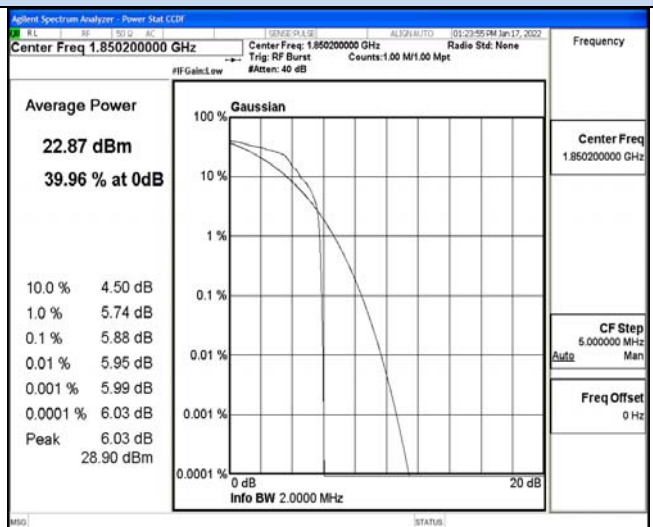 Agilent Spectrum Analyzer - Power Stat CCDF
RL RF 50 Ω AC SENSE:PULSE ALIGN AUTO 01:23:55 PM Jan 17, 2022
Center Freq 1.850200000 GHz
Center Freq: 1.850200000 GHz Radio Std: None
Trig: RF Burst Counts:1.00 M/1.00 Mpt
#IFGain:Low #Atten: 40 dB
Frequency
Average Power
22.87 dBm
39.96 % at 0dB
10.0 % 4.50 dB
1.0 % 5.74 dB
0.1 % 5.88 dB
0.01 % 5.95 dB
0.001 % 5.99 dB
0.0001 % 6.03 dB
Peak 6.03 dB
28.90 dBm
Gaussian
100 %
10 %
1 %
0.1 %
0.01 %
0.001 %
0.0001 %
0 dB 20 dB
Info BW 2.0000 MHz
Center Freq
1.850200000 GHz
CF Step
5.000000 MHz
Auto Man
Freq Offset
0 Hz
MSG STATUS